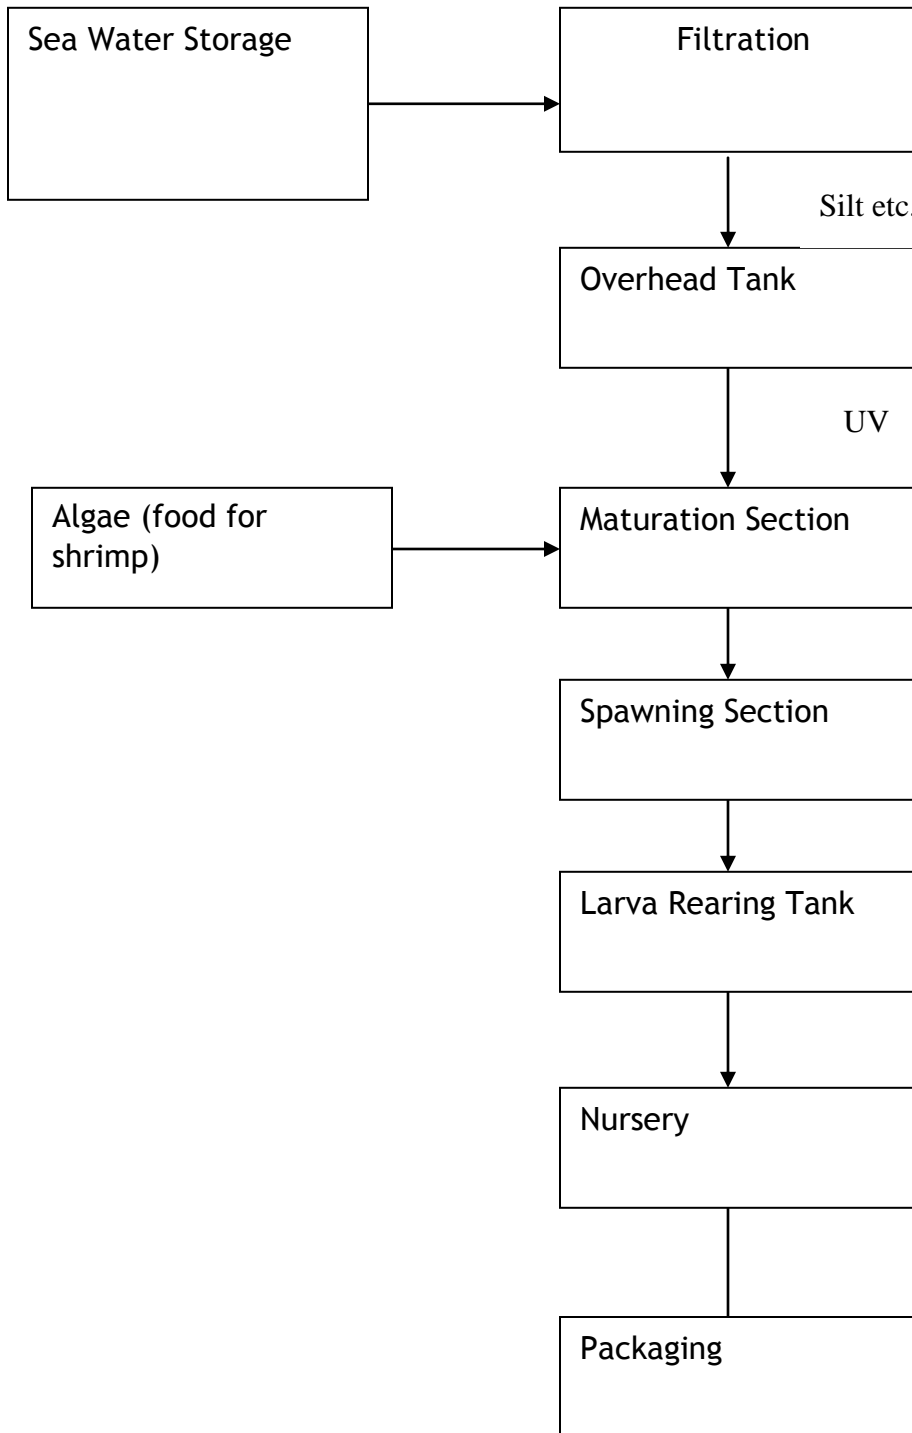 Sea Water Storage
Filtration
Silt etc.
Overhead Tank
UV
Algae (food for
shrimp)
Maturation Section
Spawning Section
Larva Rearing Tank
Nursery
Packaging